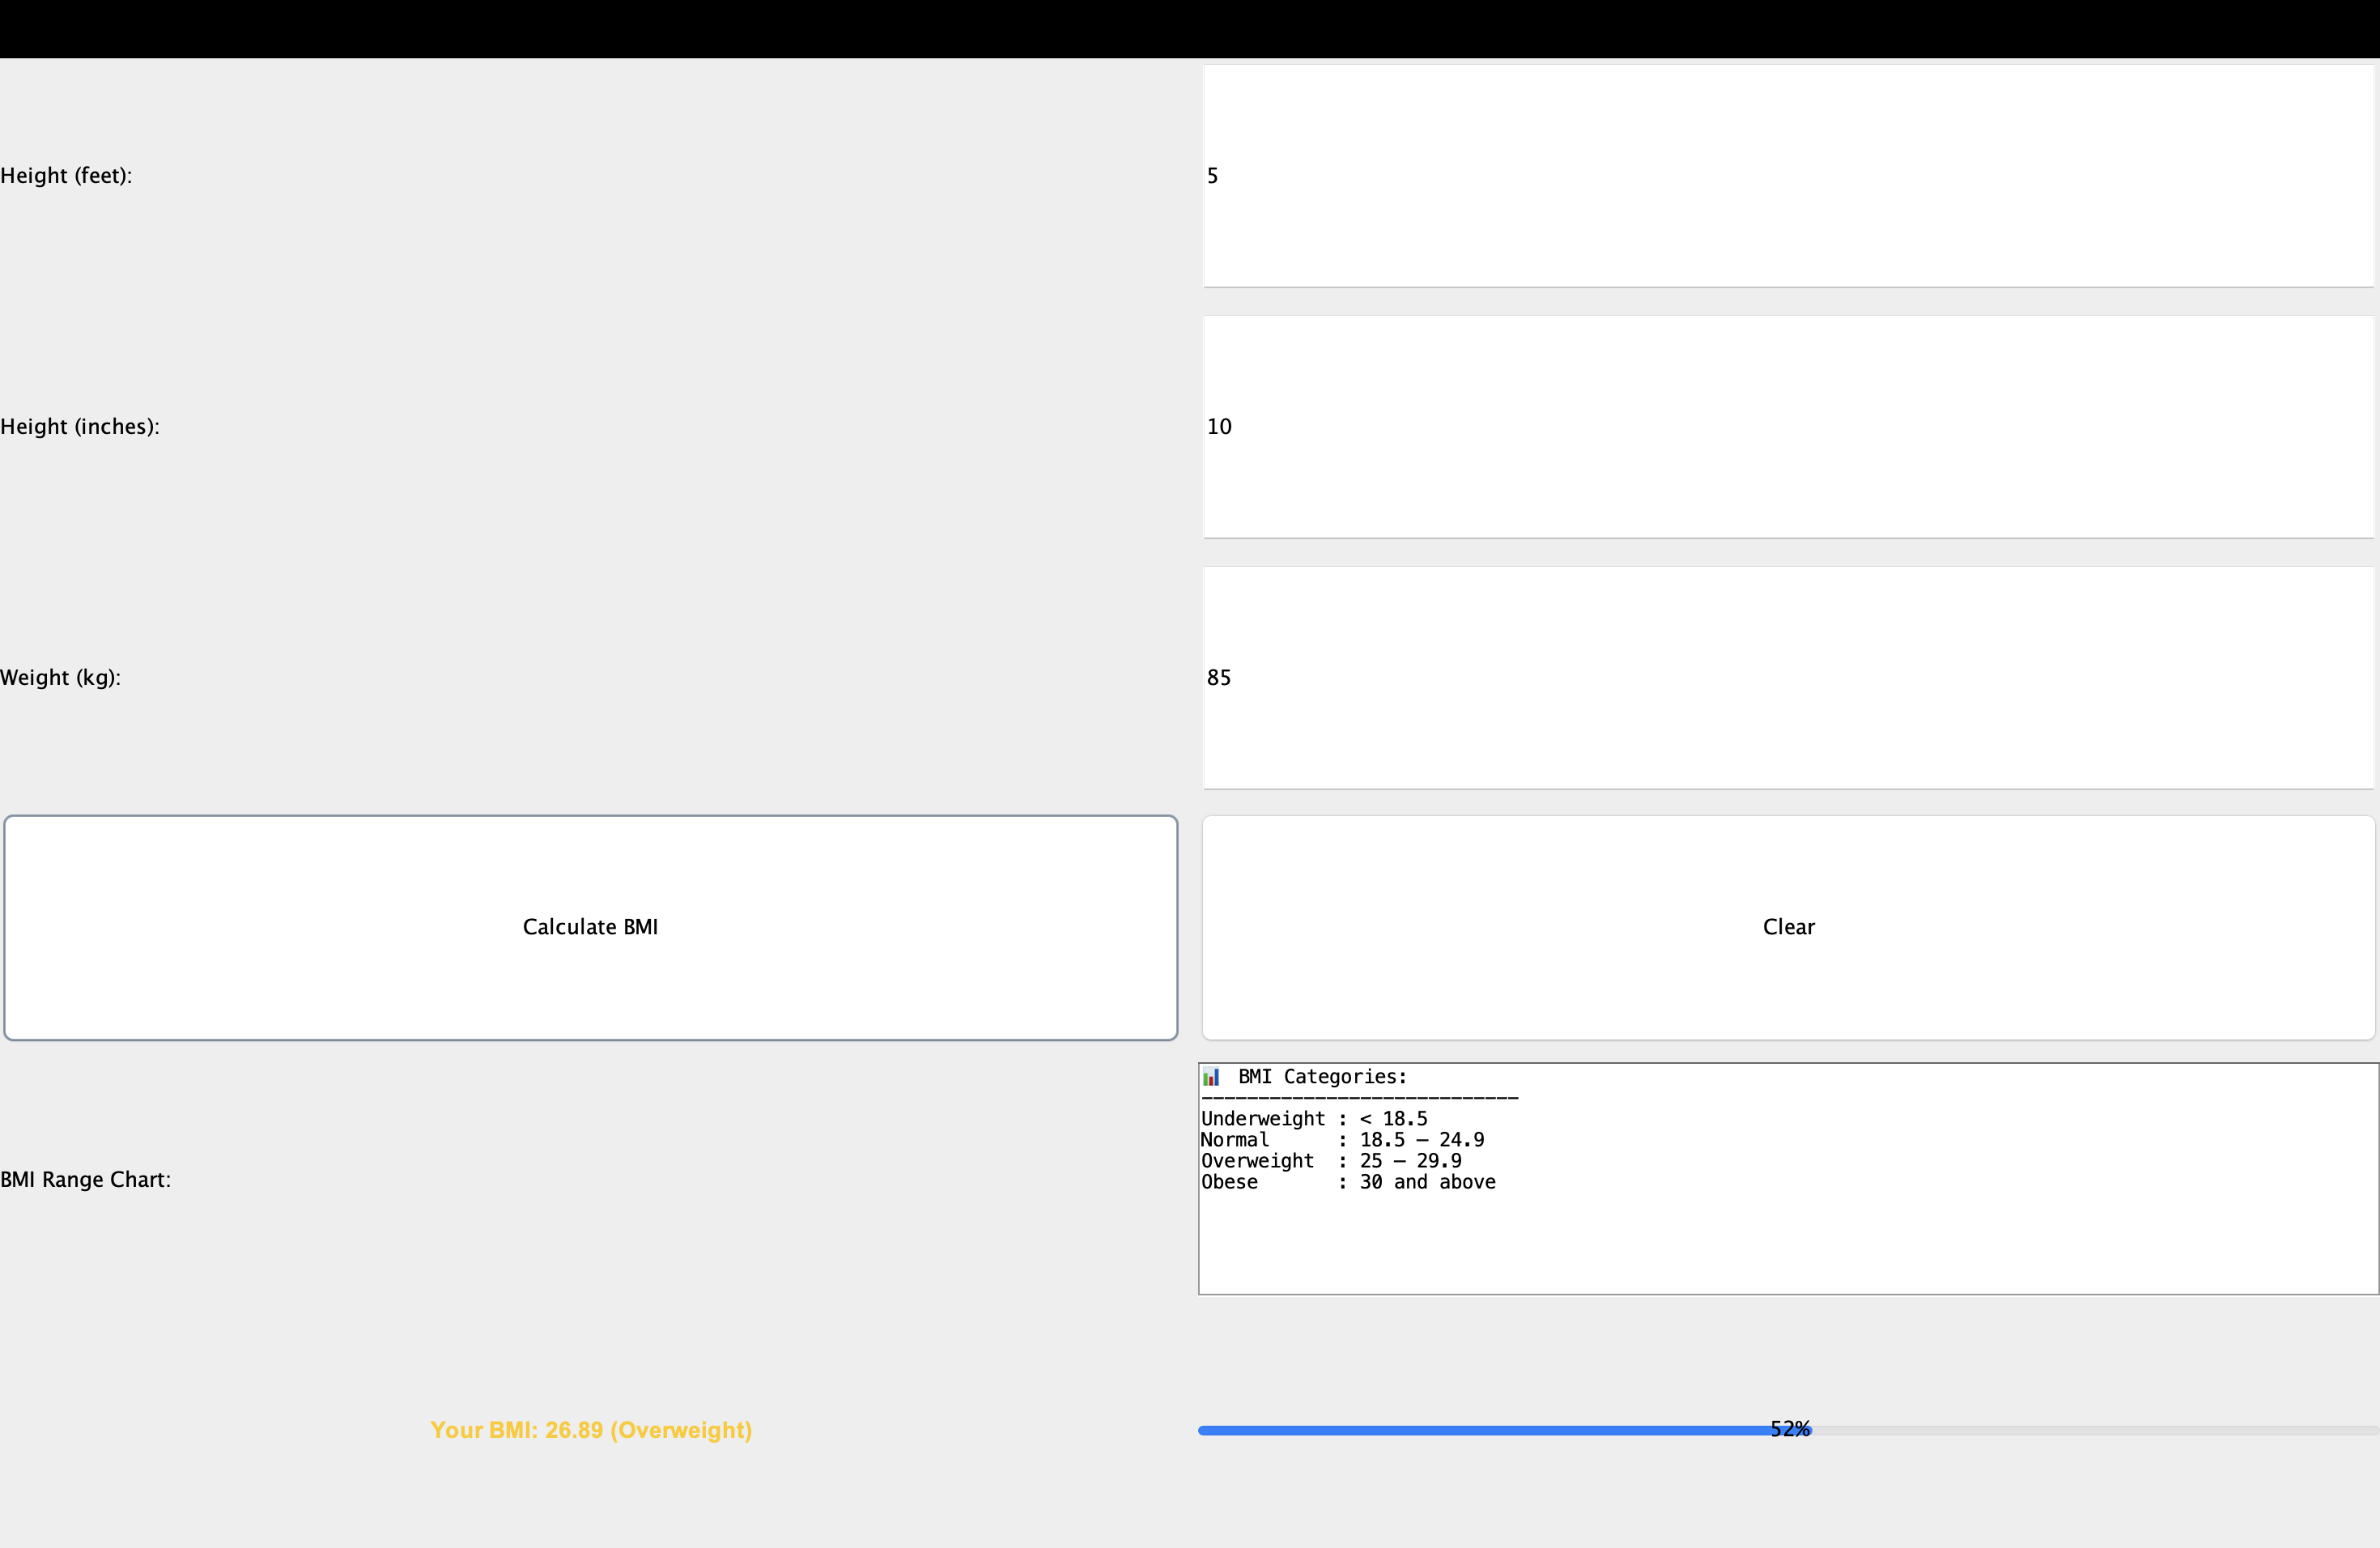 Height (feet):
5
Height (inches):
10
Weight (kg):
85
Calculate BMI
Clear
BMI Range Chart:
📊 BMI Categories:
----------------------------
Underweight : < 18.5
Normal      : 18.5 – 24.9
Overweight  : 25 – 29.9
Obese       : 30 and above
Your BMI: 26.89 (Overweight)
52%